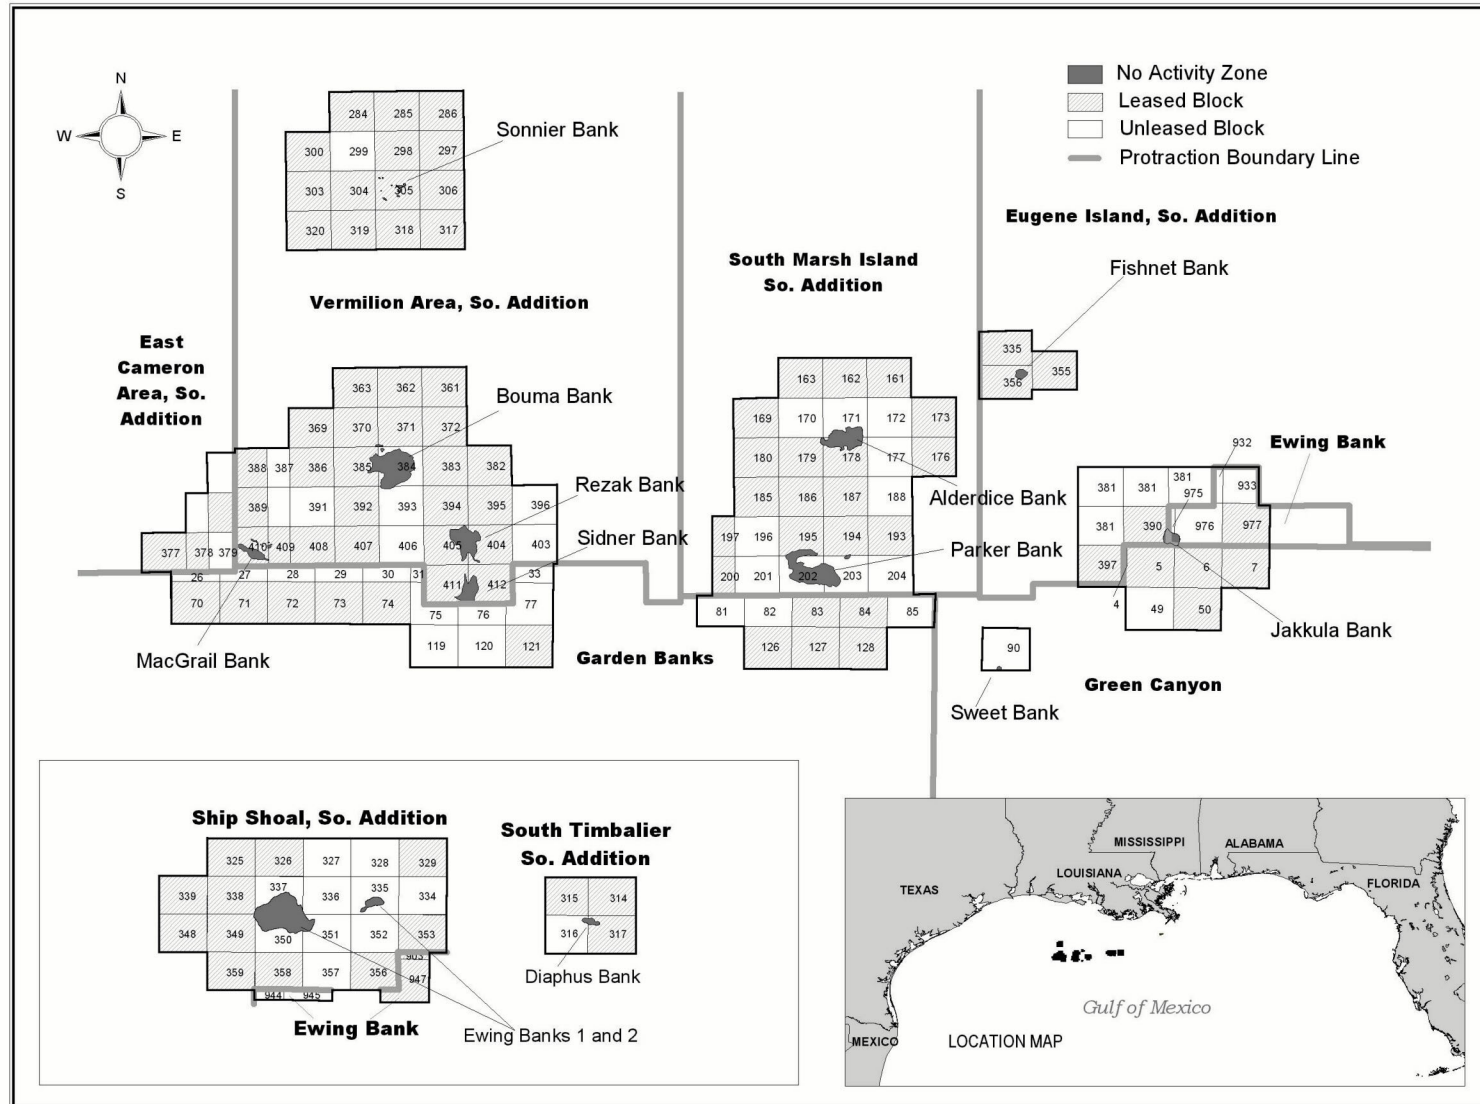 N
W E
S
No Activity Zone
Leased Block
Unleased Block
Protraction Boundary Line
284 285 286
Sonnier Bank
300 299 298 297
303 304 305 306
320 319 318 317
Vermilion Area, So. Addition
East
Cameron
Area, So.
Addition
363 362 361
Bouma Bank
369 370 371 372
388 387 386 385 384 383 382
Rezak Bank
389 391 392 393 394 395 396
Sidner Bank
377 378 379 410 409 408 407 406 405 404 403
26 27 28 29 30 31 411 412 33
70 71 72 73 74 75 76 77
119 120 121
MacGrail Bank
Garden Banks
South Marsh Island
So. Addition
163 162 161
169 170 171 172 173
180 179 178 177 176
185 186 187 188
Alderdice Bank
197 196 195 194 193
Parker Bank
200 201 202 203 204
81 82 83 84 85
126 127 128
Eugene Island, So. Addition
Fishnet Bank
335
356 355
932 Ewing Bank
381 381 381 975 933
381 390 976 977
397 5 6 7
4 49 50
Jakkula Bank
90
Sweet Bank
Green Canyon
Ship Shoal, So. Addition
325 326 327 328 329
339 338 337 336 335 334
348 349 350 351 352 353
359 358 357 356 903
947
944 945
Ewing Bank
Ewing Banks 1 and 2
South Timbalier
So. Addition
315 314
316 317
Diaphus Bank
TEXAS
LOUISIANA
MISSISSIPPI
ALABAMA
FLORIDA
MEXICO
Gulf of Mexico
LOCATION MAP